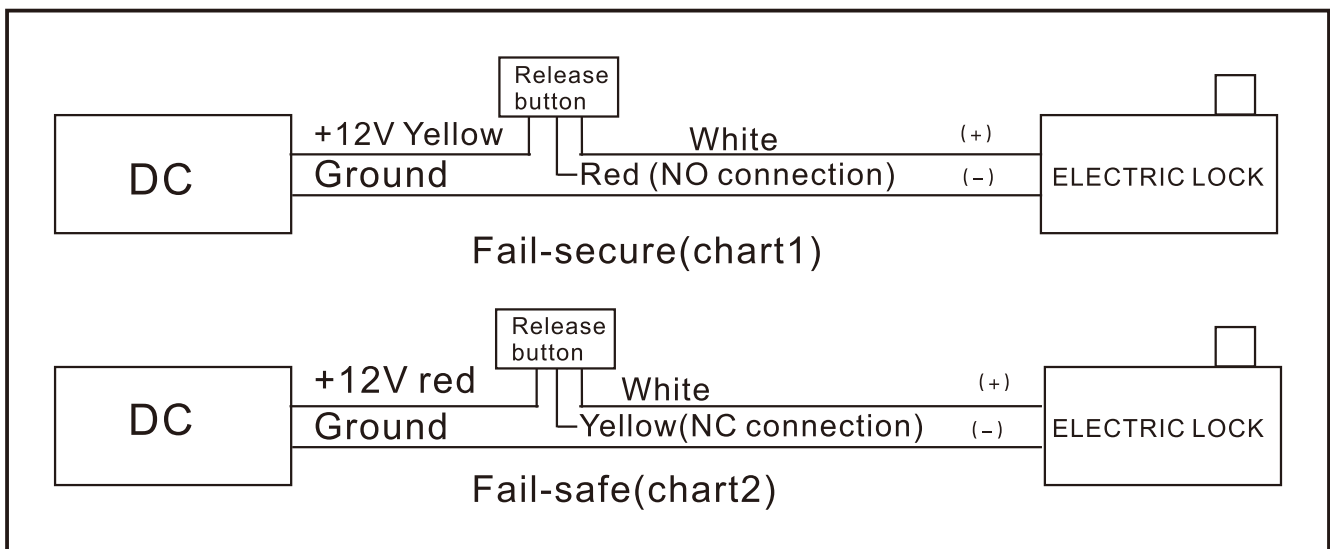 Release
button
+12V Yellow
White
(+)
DC
Ground
Red (NO connection)
(-)
ELECTRIC LOCK
Fail-secure(chart1)
Release
button
+12V red
White
(+)
DC
Ground
Yellow(NC connection)
(-)
ELECTRIC LOCK
Fail-safe(chart2)